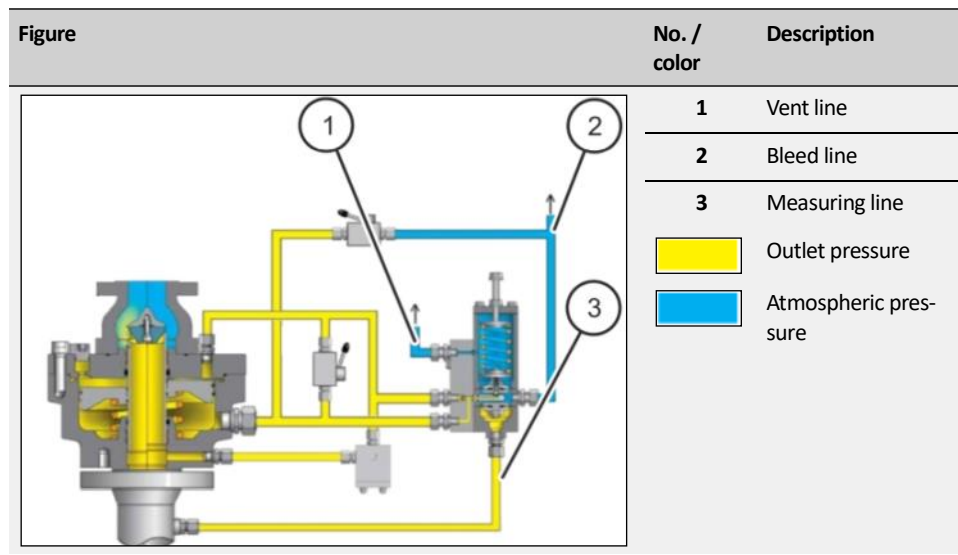 Figure
No. /
color
Description
1
2
3
1 Vent line
2 Bleed line
3 Measuring line
Outlet pressure
Atmospheric pres-
sure